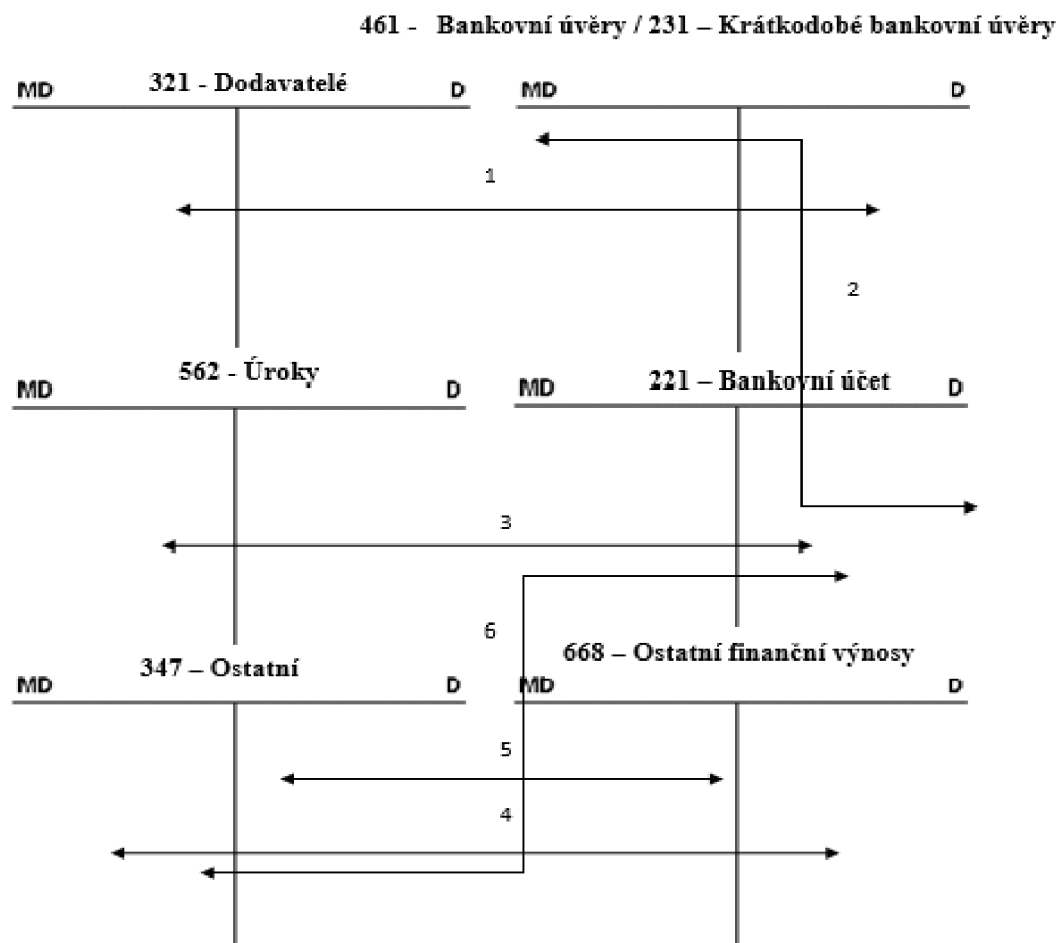 461 - Bankovní úvěry / 231 – Krátkodobé bankovní úvěry
MD 321 - Dodavatelé D MD D
1
2
MD 562 - Úroky D MD 221 – Bankovní účet D
3
6
MD 347 – Ostatní D MD 668 – Ostatní finanční výnosy D
5
4